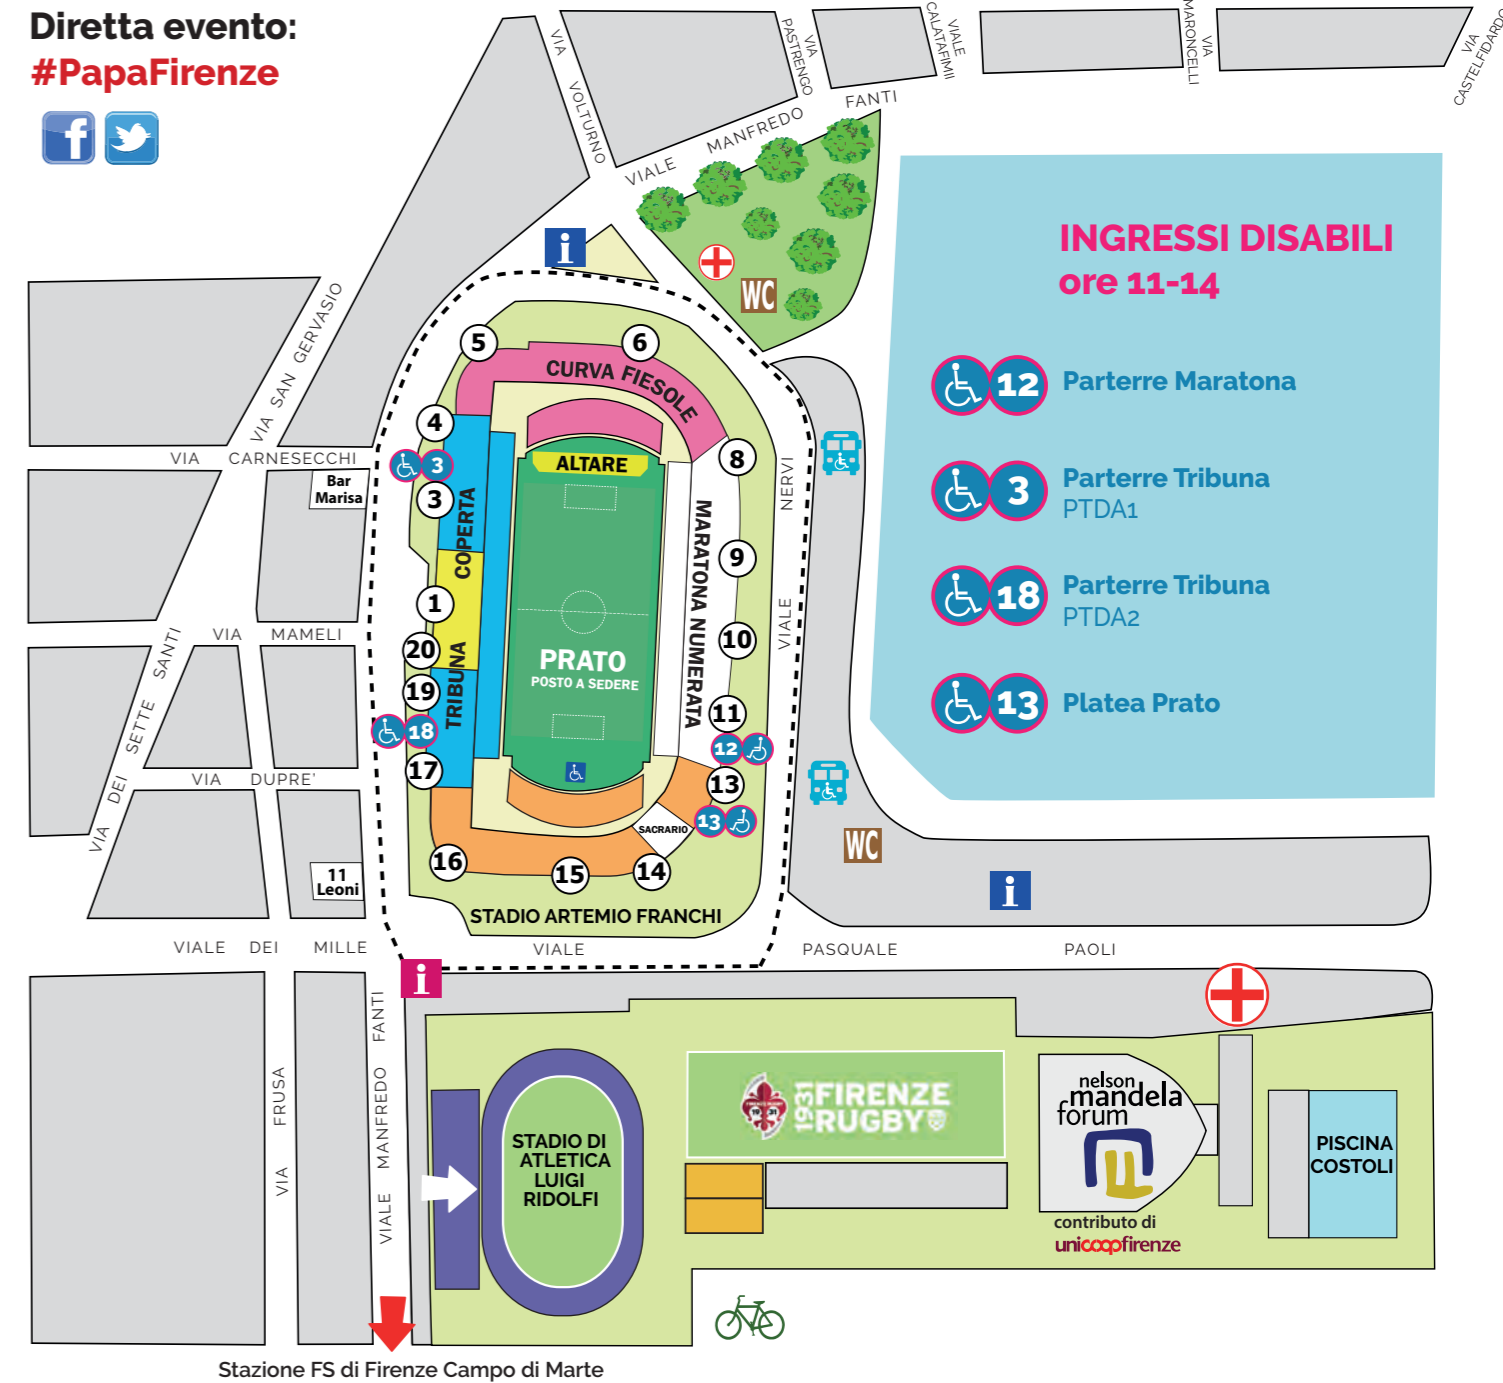 Diretta evento:
#PapaFirenze
VIA VOLTURNO
VIA
PASTRENGO
VIALE
CALATAFIMII
VIA
MARONCELLI
VIA
CASTELFIDARDO
VIALE MANFREDO FANTI
INGRESSI DISABILI
ore 11-14
12 Parterre Maratona
3 Parterre Tribuna
PTDA1
18 Parterre Tribuna
PTDA2
13 Platea Prato
i
WC
VIA SAN GERVASIO
VIA CARNESECCHI
Bar
Marisa
VIA MAMELI
VIA DEI SETTE SANTI
VIA DUPRE'
11
Leoni
5
6
CURVA FIESOLE
4
3
3
8
ALTARE
TRIBUNA COPERTA
MARATONA NUMERATA
VIALE NERVI
9
1
10
20
PRATO
POSTO A SEDERE
19
11
18
12
17
13
13
SACRARIO
16
15
14
STADIO ARTEMIO FRANCHI
WC
i
VIALE DEI MILLE
VIALE PASQUALE PAOLI
i
VIA FRUSA
VIALE MANFREDO FANTI
STADIO DI
ATLETICA
LUIGI
RIDOLFI
1931
FIRENZE
RUGBY
nelson
mandela
forum
contributo di
unicoopfirenze
PISCINA
COSTOLI
Stazione FS di Firenze Campo di Marte